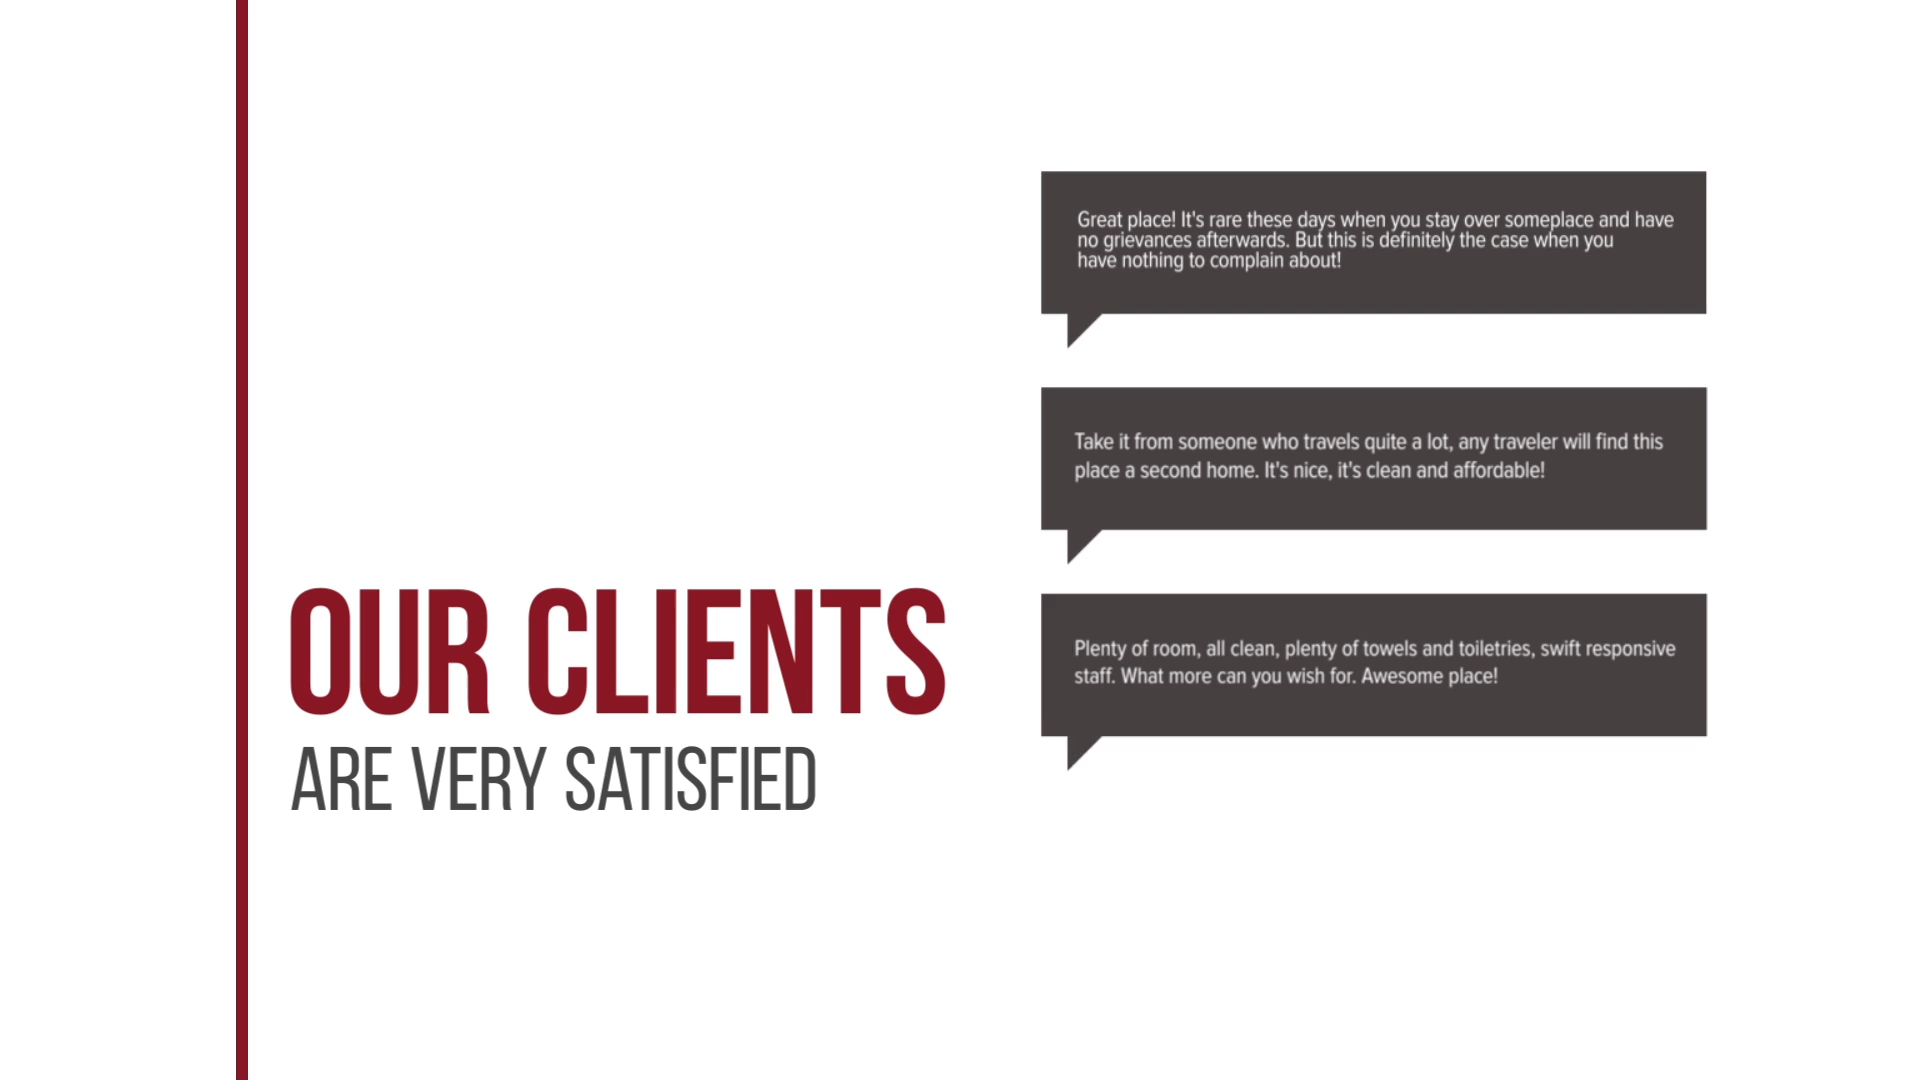 OUR CLIENTS
ARE VERY SATISFIED
Great place! It's rare these days when you stay over someplace and have
no grievances afterwards. But this is definitely the case when you
have nothing to complain about!
Take it from someone who travels quite a lot, any traveler will find this
place a second home. It's nice, it's clean and affordable!
Plenty of room, all clean, plenty of towels and toiletries, swift responsive
staff. What more can you wish for. Awesome place!